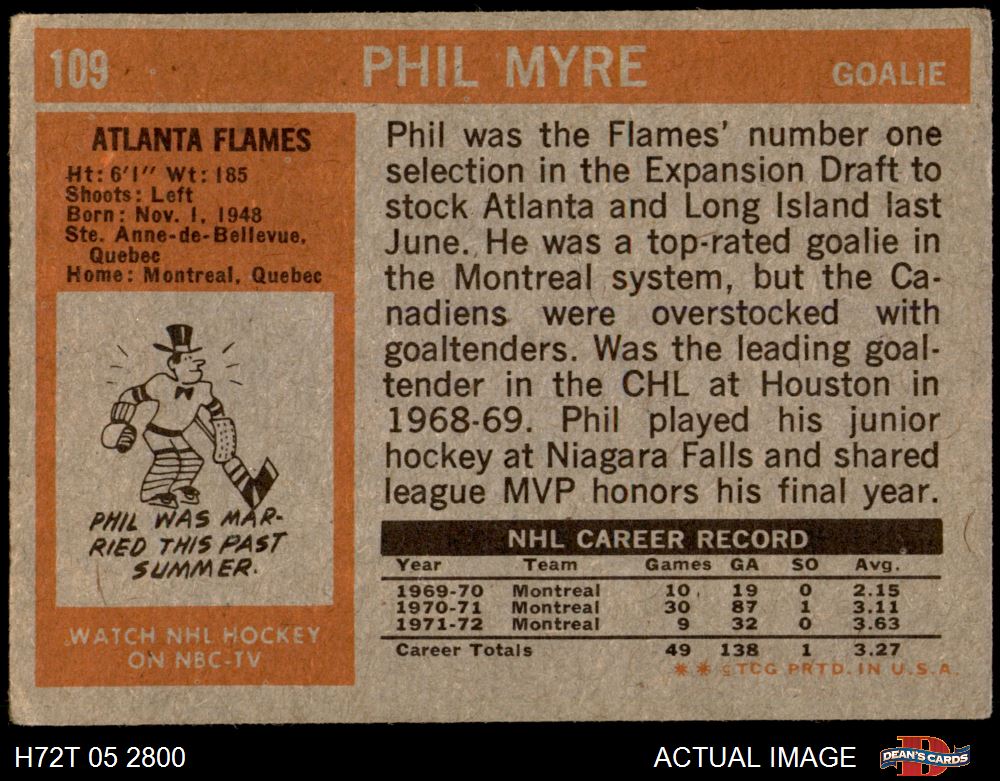 109 PHIL MYRE GOALIE
ATLANTA FLAMES
Ht: 6'1" Wt: 185
Shoots: Left
Born: Nov. 1, 1948
Ste. Anne-de-Bellevue,
Quebec
Home: Montreal, Quebec
PHIL WAS MAR-
RIED THIS PAST
SUMMER.
WATCH NHL HOCKEY
ON NBC-TV
Phil was the Flames' number one
selection in the Expansion Draft to
stock Atlanta and Long Island last
June. He was a top-rated goalie in
the Montreal system, but the Ca-
nadiens were overstocked with
goaltenders. Was the leading goal-
tender in the CHL at Houston in
1968-69. Phil played his junior
hockey at Niagara Falls and shared
league MVP honors his final year.
NHL CAREER RECORD
Year Team Games GA SO Avg.
1969-70 Montreal 10 19 0 2.15
1970-71 Montreal 30 87 1 3.11
1971-72 Montreal 9 32 0 3.63
Career Totals 49 138 1 3.27
** ©TCG PRTD. IN U.S.A.
H72T 05 2800 ACTUAL IMAGE DEAN'S CARDS